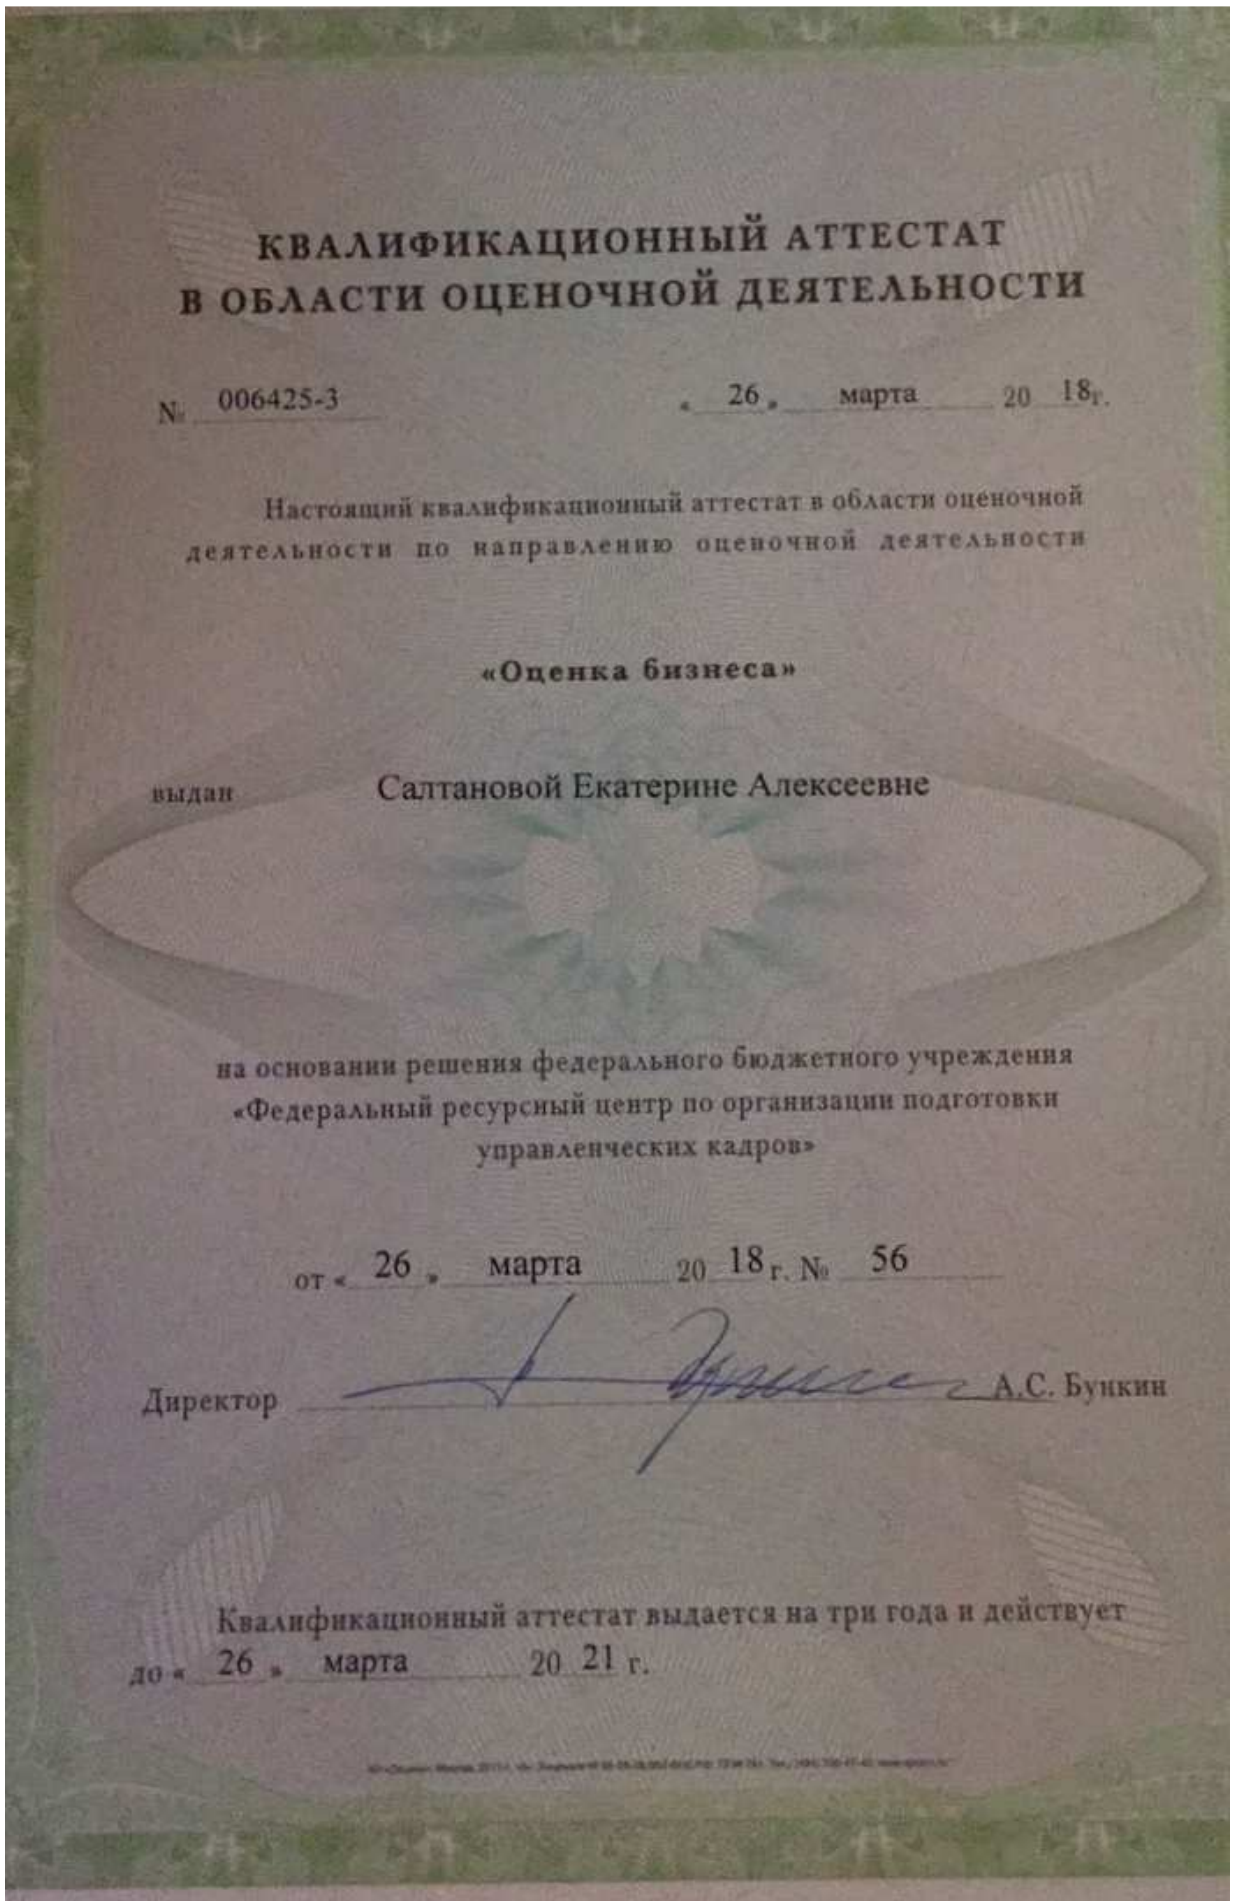 КВАЛИФИКАЦИОННЫЙ АТТЕСТАТ
В ОБЛАСТИ ОЦЕНОЧНОЙ ДЕЯТЕЛЬНОСТИ
№ 006425-3 « 26 » марта 20 18г.
Настоящий квалификационный аттестат в области оценочной
деятельности по направлению оценочной деятельности
«Оценка бизнеса»
выдан Салтановой Екатерине Алексеевне
на основании решения федерального бюджетного учреждения
«Федеральный ресурсный центр по организации подготовки
управленческих кадров»
от « 26 » марта 20 18 г. № 56
Директор А.С. Бункин
Квалификационный аттестат выдается на три года и действует
до « 26 » марта 20 21 г.